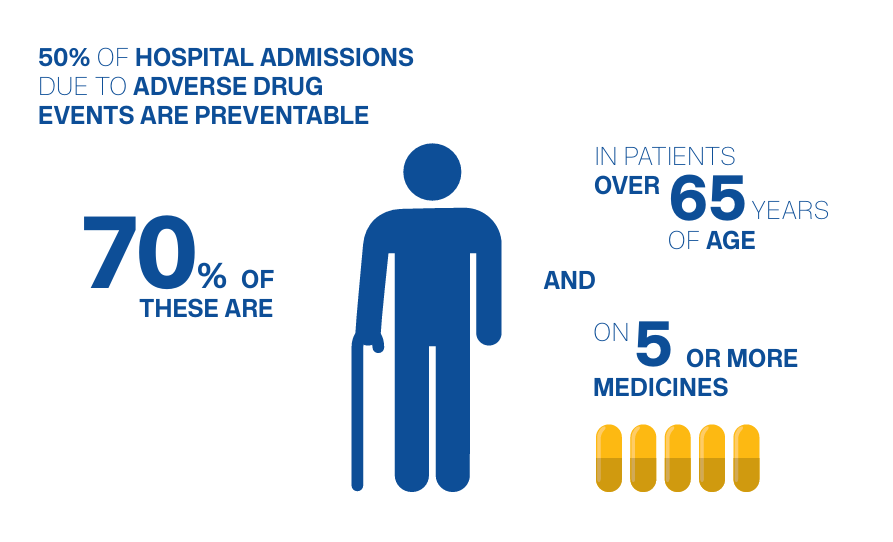 50% OF HOSPITAL ADMISSIONS
DUE TO ADVERSE DRUG
EVENTS ARE PREVENTABLE
70% OF
THESE ARE
IN PATIENTS
OVER 65 YEARS
OF AGE
AND
ON 5 OR MORE
MEDICINES